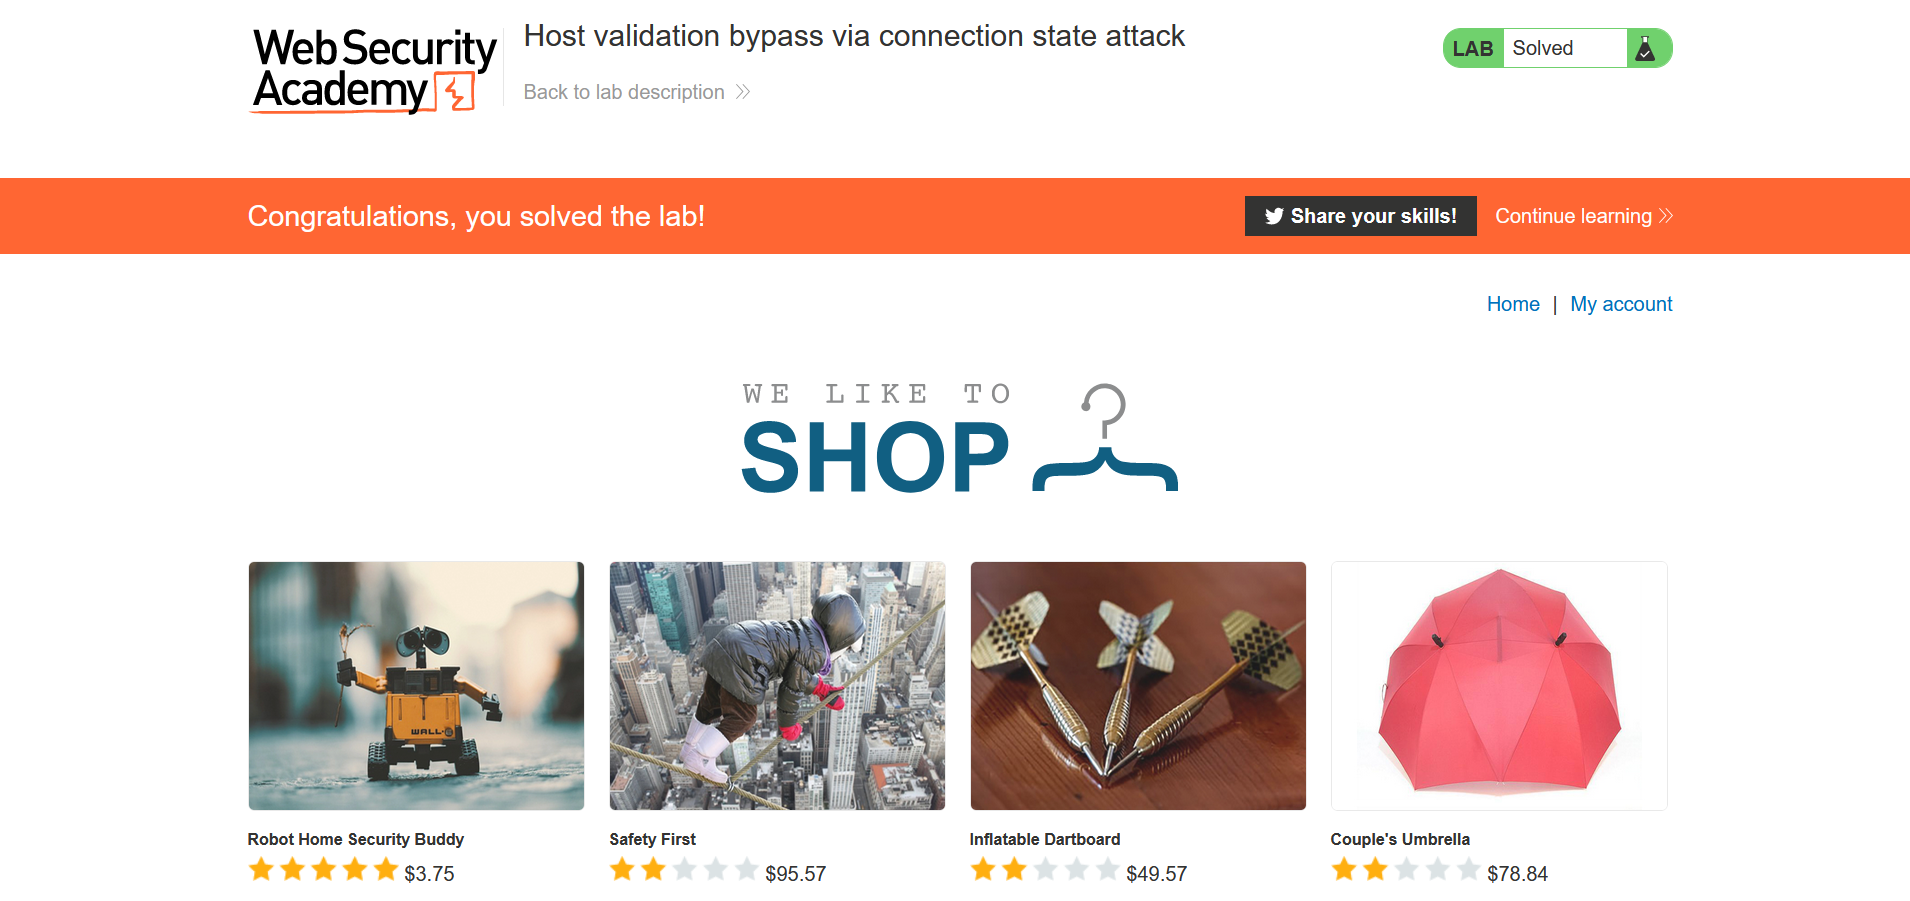 Web Security
Academy
Host validation bypass via connection state attack
Back to lab description
LAB Solved
Congratulations, you solved the lab!
Share your skills!
Continue learning
Home | My account
WE LIKE TO
SHOP
WALL·E
Robot Home Security Buddy
$3.75
Safety First
$95.57
Inflatable Dartboard
$49.57
Couple's Umbrella
$78.84